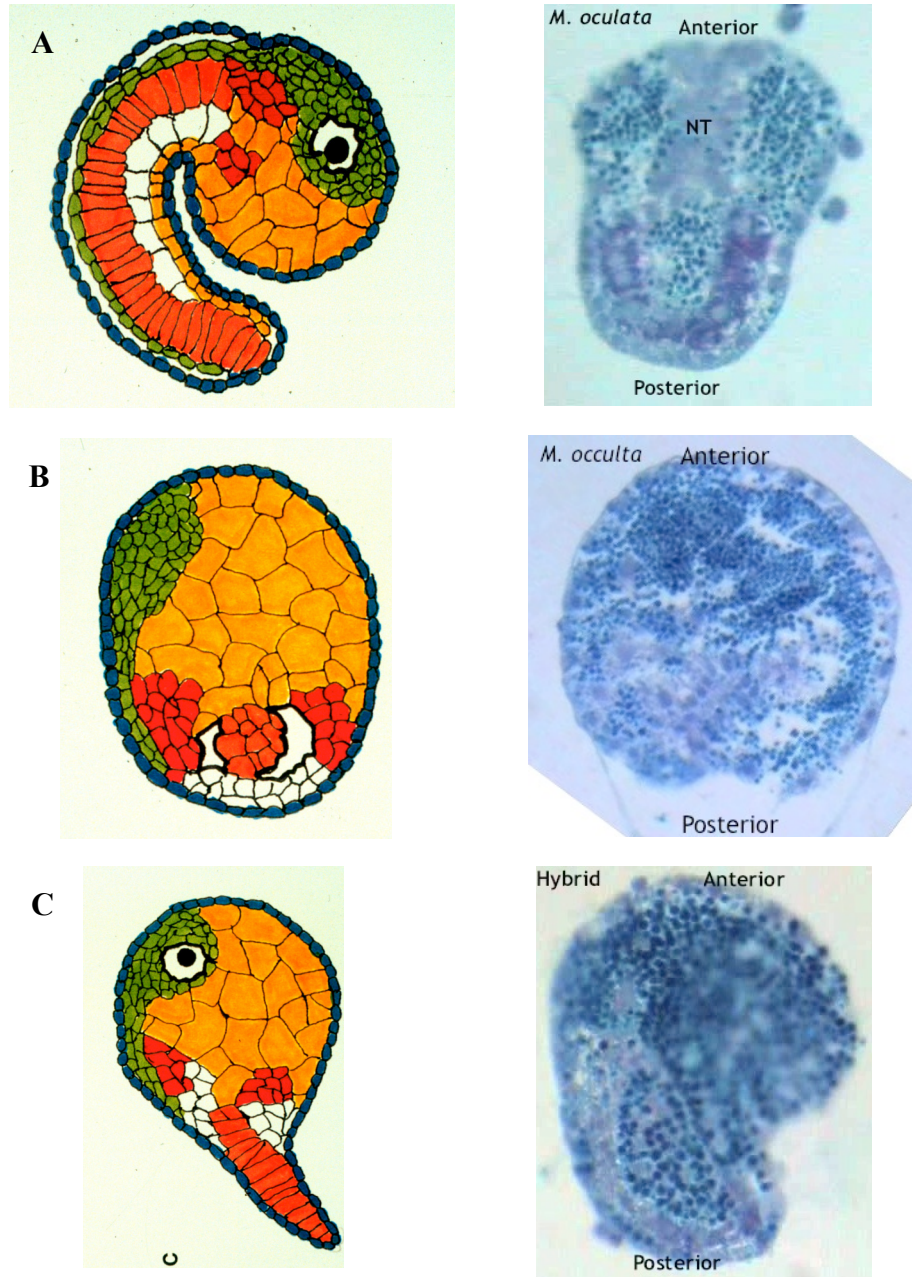 A
M. oculata
Anterior
NT
Posterior
B
M. occulta
Anterior
Posterior
C
Hybrid
Anterior
Posterior
C